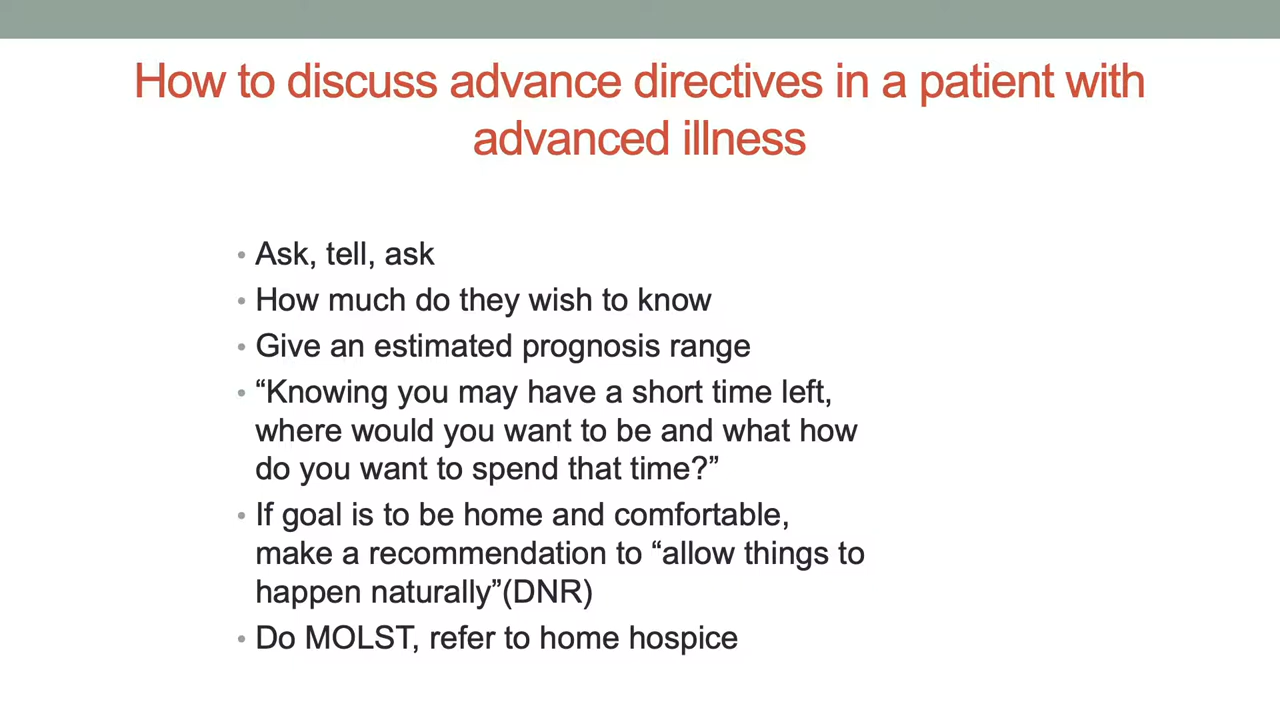 How to discuss advance directives in a patient with
advanced illness
• Ask, tell, ask
• How much do they wish to know
• Give an estimated prognosis range
• “Knowing you may have a short time left,
where would you want to be and what how
do you want to spend that time?”
• If goal is to be home and comfortable,
make a recommendation to “allow things to
happen naturally”(DNR)
• Do MOLST, refer to home hospice